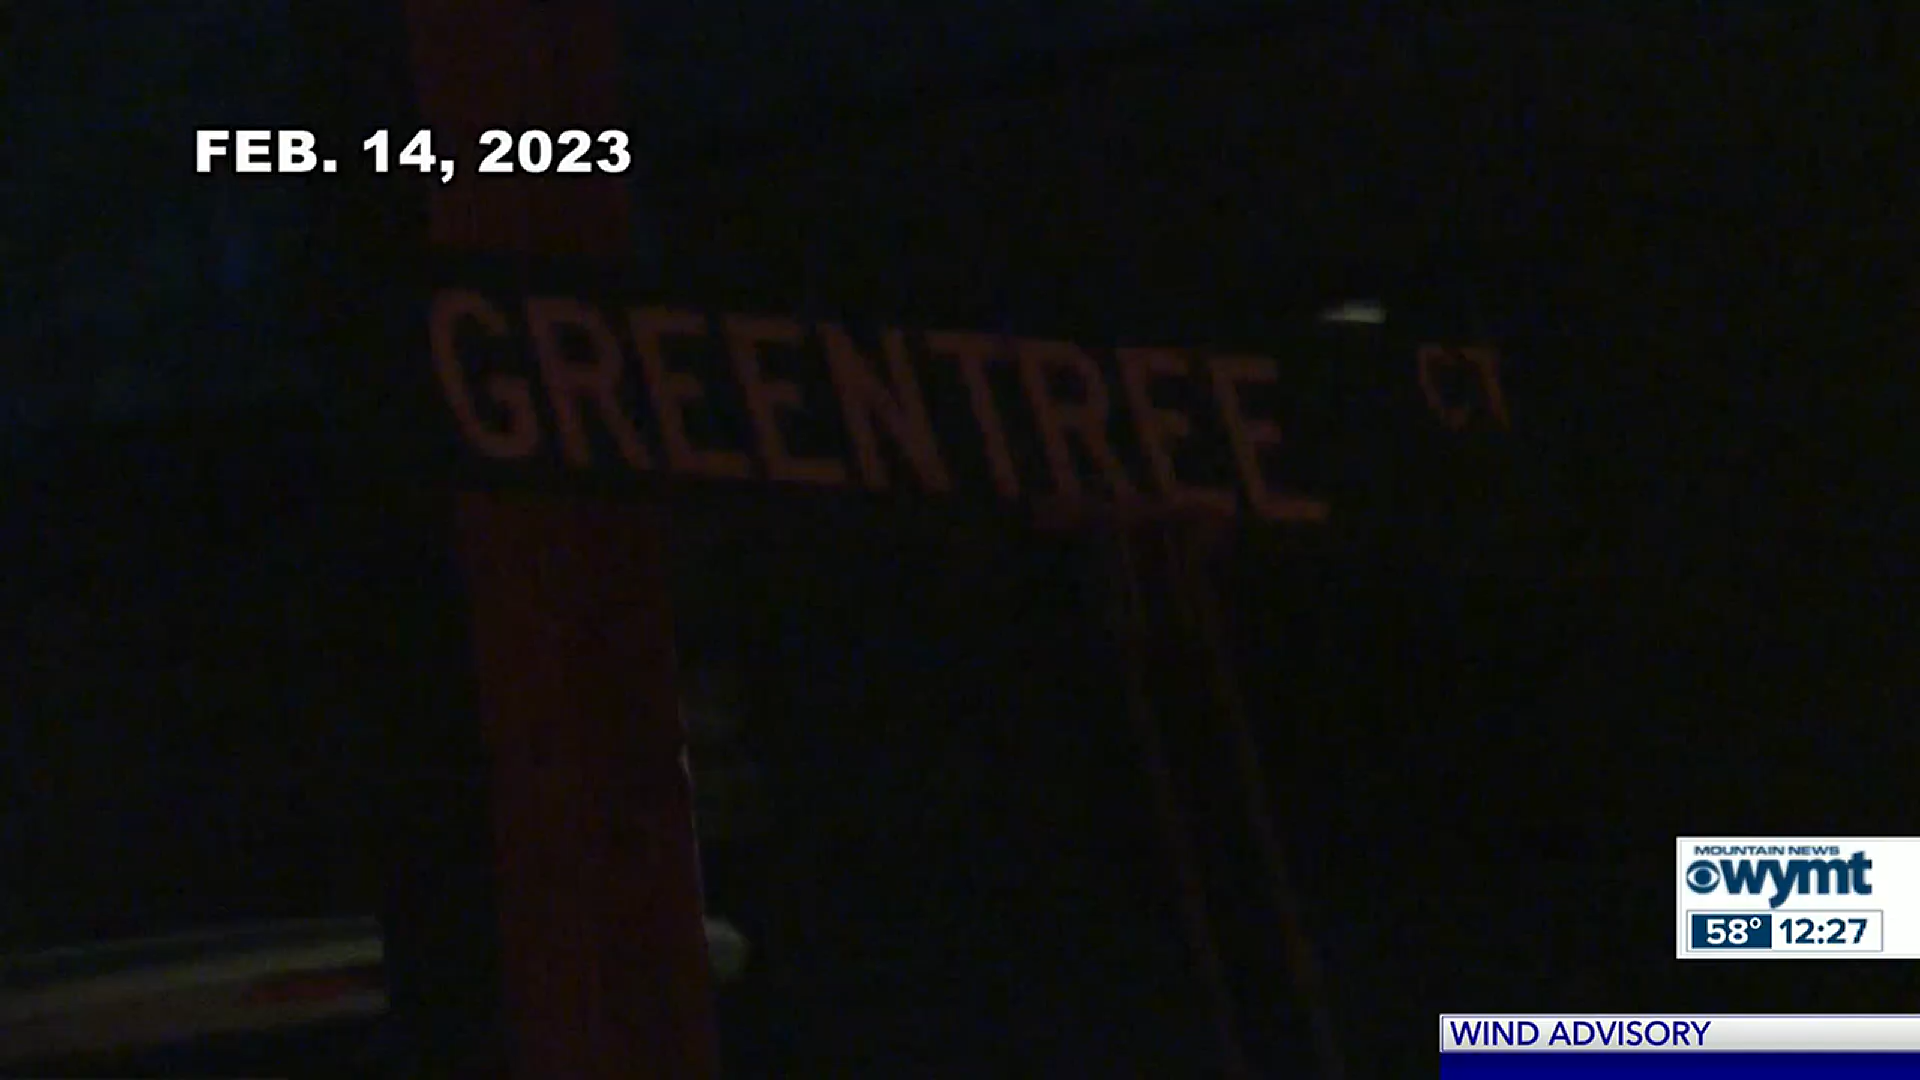 FEB. 14, 2023
GREENTREE CT
MOUNTAIN NEWS
wymt
58° 12:27
WIND ADVISORY